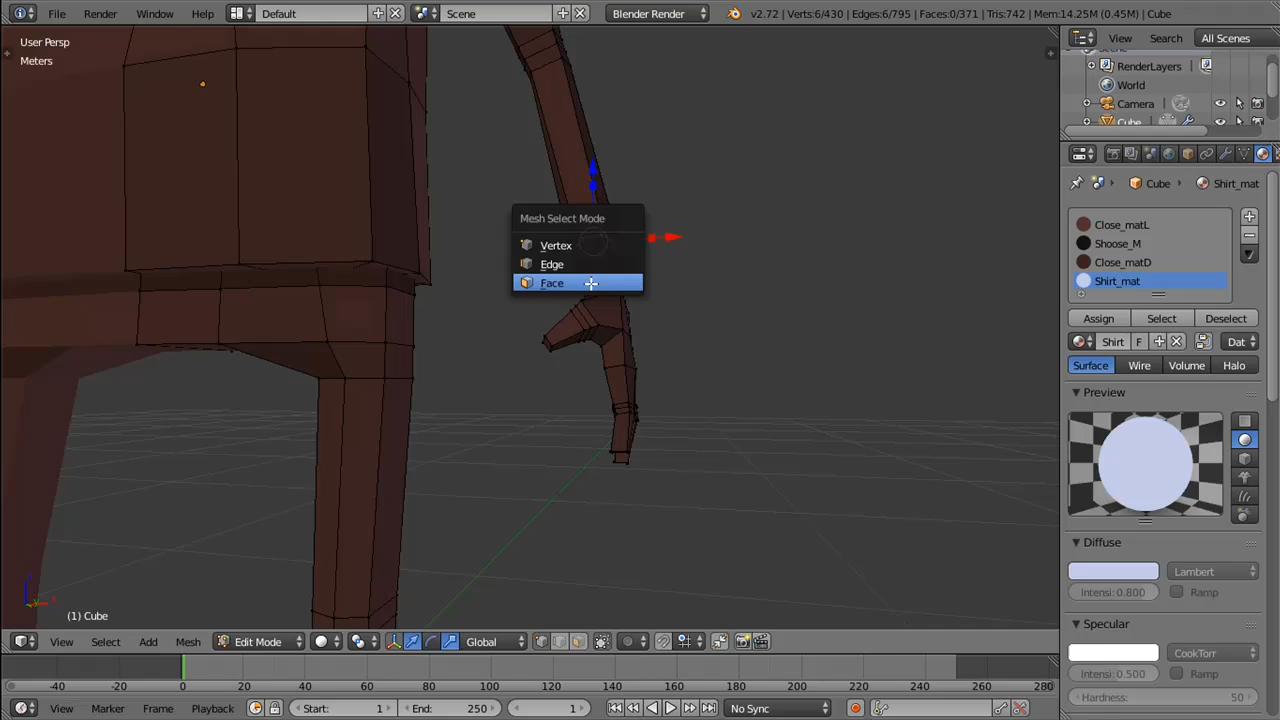 File Render Window Help Default Scene Blender Render v2.72 | Verts:6/430 | Edges:6/795 | Faces:0/371 | Tris:742 | Mem:14.25M (0.45M) | Cube
User Persp
Meters
View Search All Scenes
RenderLayers
World
Camera
Cube
Cube Shirt_mat
Mesh Select Mode
Vertex
Edge
Face
Close_matL
Shoose_M
Close_matD
Shirt_mat
Assign Select Deselect
Shirt F Dat
Surface Wire Volume Halo
Preview
Diffuse
Lambert
Intensi: 0.800 Ramp
Specular
CookTorr
Intensi: 0.500 Ramp
Hardness: 50
(1) Cube
View Select Add Mesh Edit Mode Global
-40 -20 0 20 40 60 80 100 120 140 160 180 200 220 240 260 280
View Marker Frame Playback Start: 1 End: 250 1 No Sync